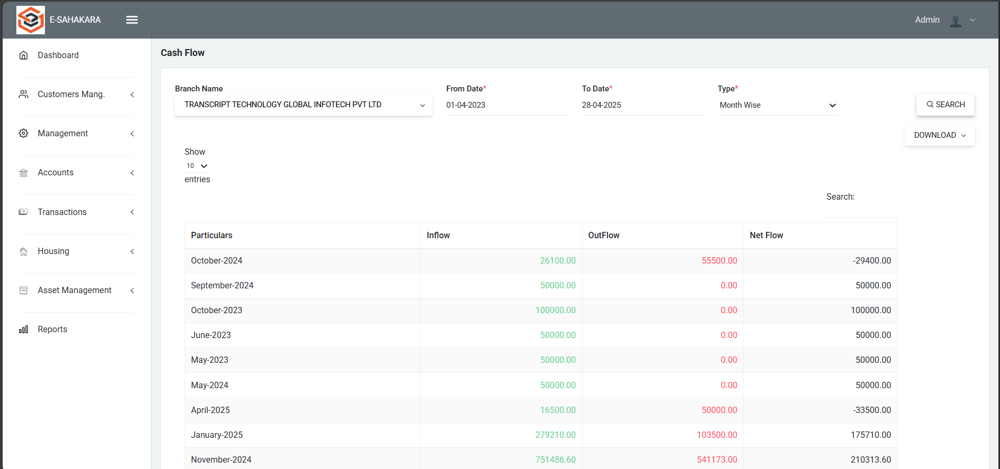 E-SAHAKARA
Admin
Dashboard
Customers Mang.
Management
Accounts
Transactions
Housing
Asset Management
Reports
Cash Flow
Branch Name From Date* To Date* Type*
TRANSCRIPT TECHNOLOGY GLOBAL INFOTECH PVT LTD 01-04-2023 28-04-2025 Month Wise SEARCH
DOWNLOAD
Show
10
entries
Search:
Particulars Inflow OutFlow Net Flow
October-2024 26100.00 55500.00 -29400.00
September-2024 50000.00 0.00 50000.00
October-2023 100000.00 0.00 100000.00
June-2023 50000.00 0.00 50000.00
May-2023 50000.00 0.00 50000.00
May-2024 50000.00 0.00 50000.00
April-2025 16500.00 50000.00 -33500.00
January-2025 279210.00 103500.00 175710.00
November-2024 751486.60 541173.00 210313.60